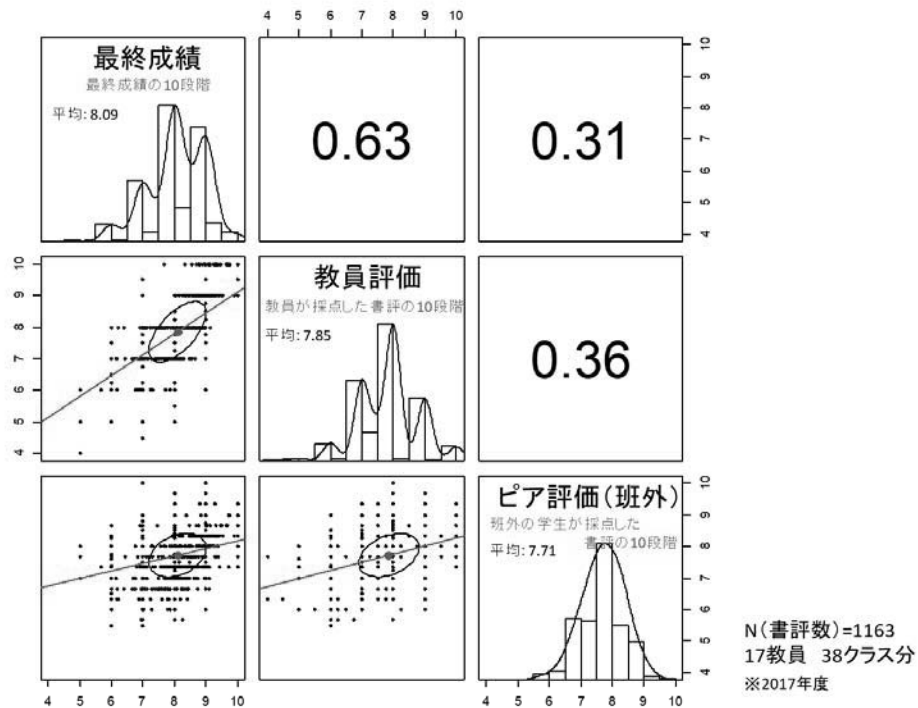 4 5 6 7 8 9 10
最終成績
最終成績の10段階
平均: 8.09
0.63
0.31
4 5 6 7 8 9 10
4 5 6 7 8 9 10
教員評価
教員が採点した書評の10段階
平均: 7.85
0.36
ピア評価(班外)
班外の学生が採点した
書評の10段階
平均: 7.71
4 5 6 7 8 9 10
4 5 6 7 8 9 10
4 5 6 7 8 9 10
N(書評数)=1163
17教員 38クラス分
※2017年度